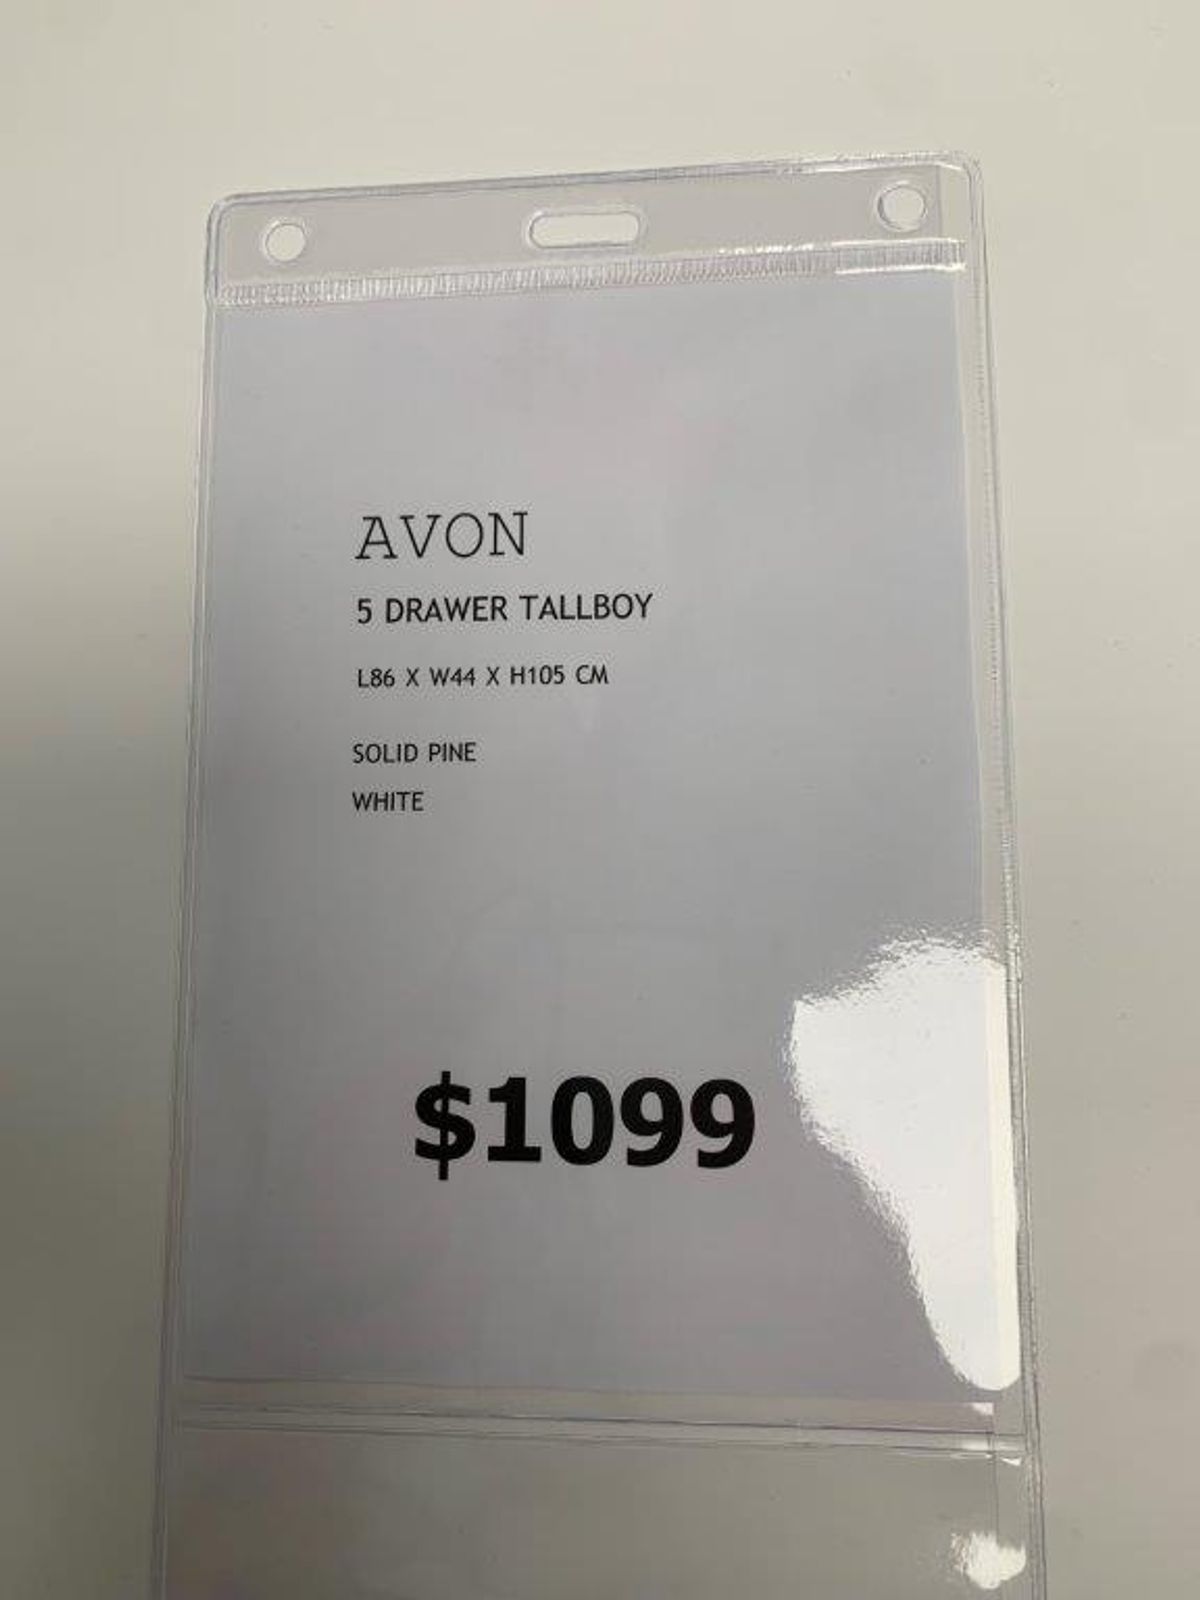 AVON
5 DRAWER TALLBOY
L86 X W44 X H105 CM
SOLID PINE
WHITE
$1099